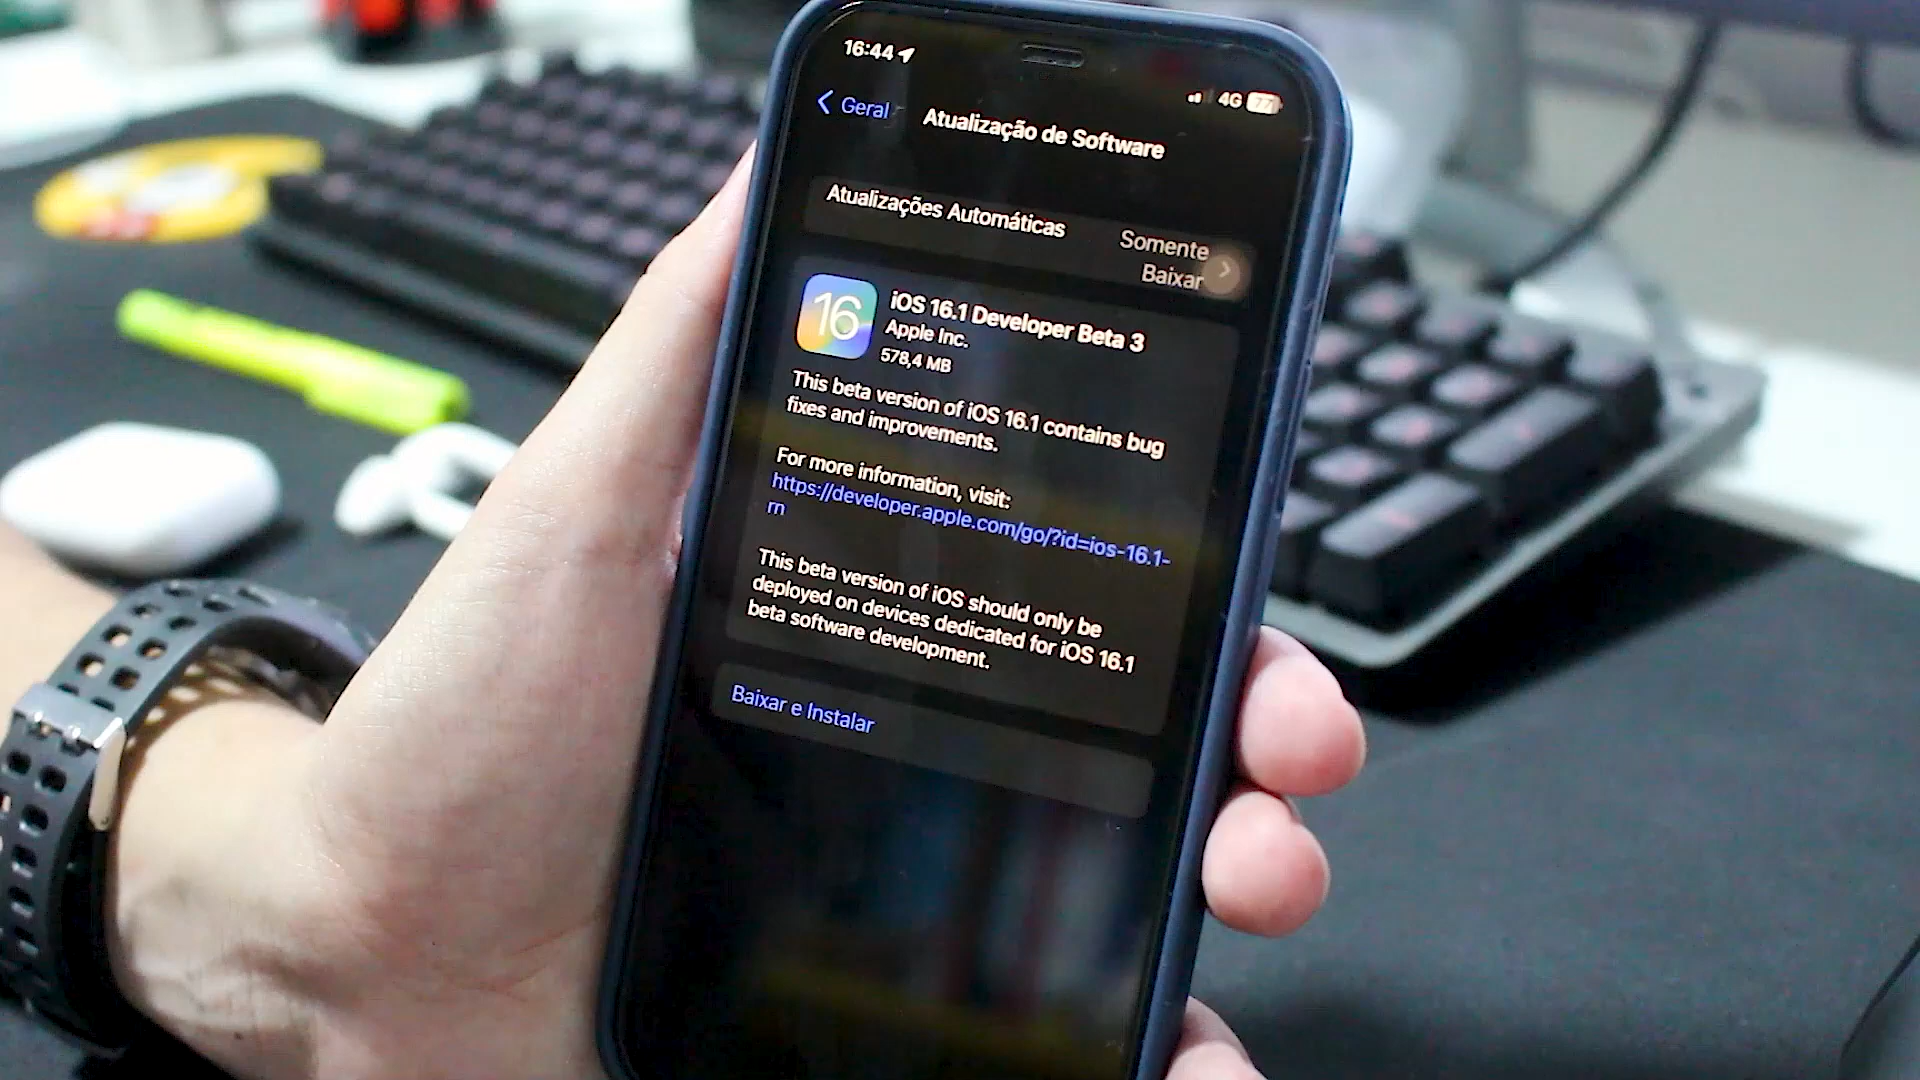 16:44
4G 77
Geral
Atualização de Software
Atualizações Automáticas
Somente
Baixar
16
iOS 16.1 Developer Beta 3
Apple Inc.
578,4 MB
This beta version of iOS 16.1 contains bug
fixes and improvements.
For more information, visit:
https://developer.apple.com/go/?id=ios-16.1-
rn
This beta version of iOS should only be
deployed on devices dedicated for iOS 16.1
beta software development.
Baixar e Instalar